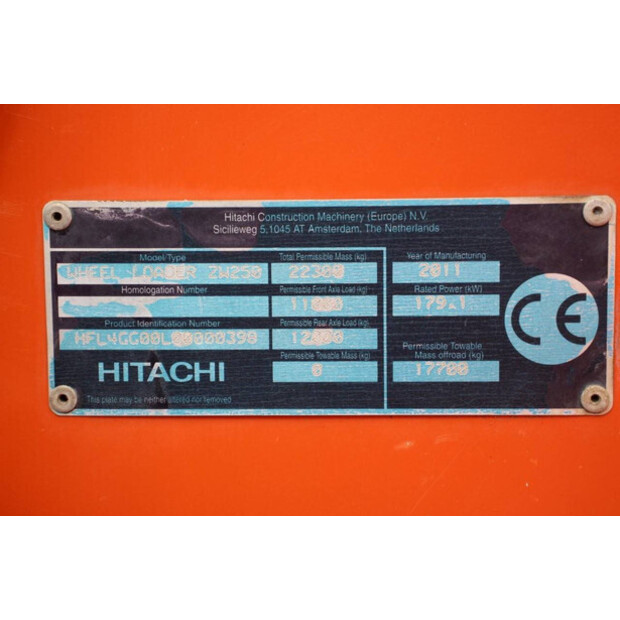 Hitachi Construction Machinery (Europe) N.V.
Sicilieweg 5.1045 AT Amsterdam, The Netherlands
Model/Type
WHEEL LOADER ZW250
Total Permissible Mass (kg)
22300
Year of Manufacturing
2011
Homologation Number
Permissible Front Axle Load (kg)
Rated Power (kW)
179.1
Product Identification Number
Permissible Rear Axle Load (kg)
Permissible Towable
Mass offroad (kg)
17700
Permissible Towable Mass (kg)
0
HITACHI
CE
This plate may be neither altered nor removed